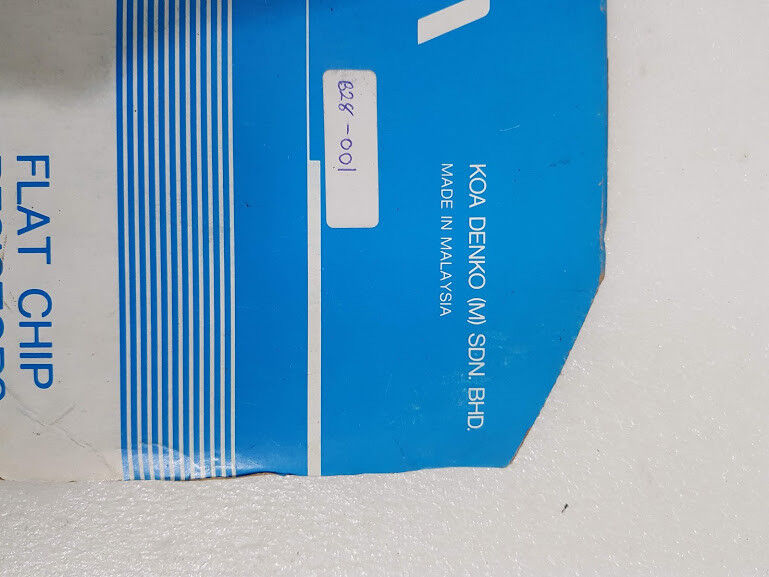 B28-001
KOA DENKO (M) SDN. BHD.
MADE IN MALAYSIA
FLAT CHIP